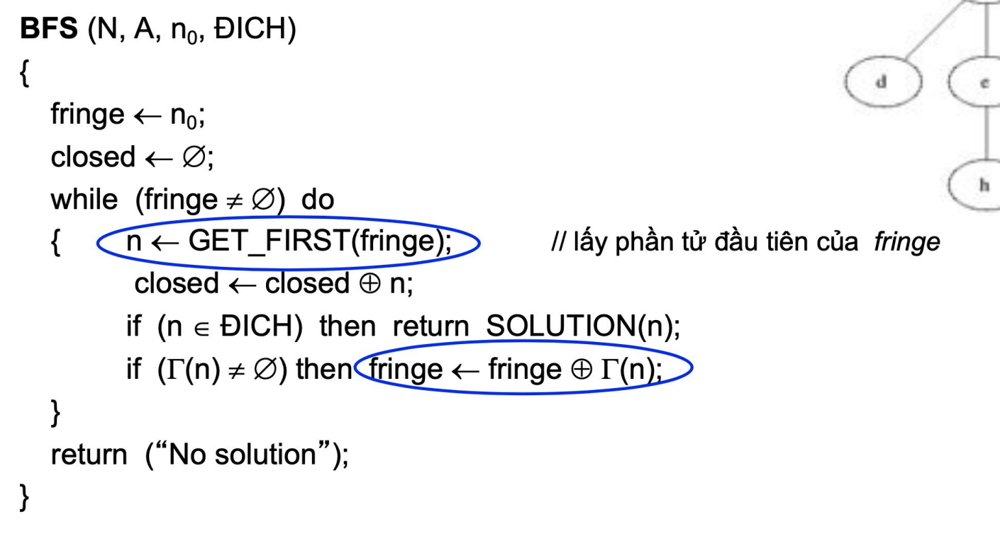 BFS (N, A, n₀, ĐICH)
{
fringe ← n₀;
closed ← ∅;
while (fringe ≠ ∅) do
{ n ← GET_FIRST(fringe); // lấy phần tử đầu tiên của fringe
closed ← closed ⊕ n;
if (n ∈ ĐICH) then return SOLUTION(n);
if (Γ(n) ≠ ∅) then fringe ← fringe ⊕ Γ(n);
}
return (“No solution”);
}
d
e
h